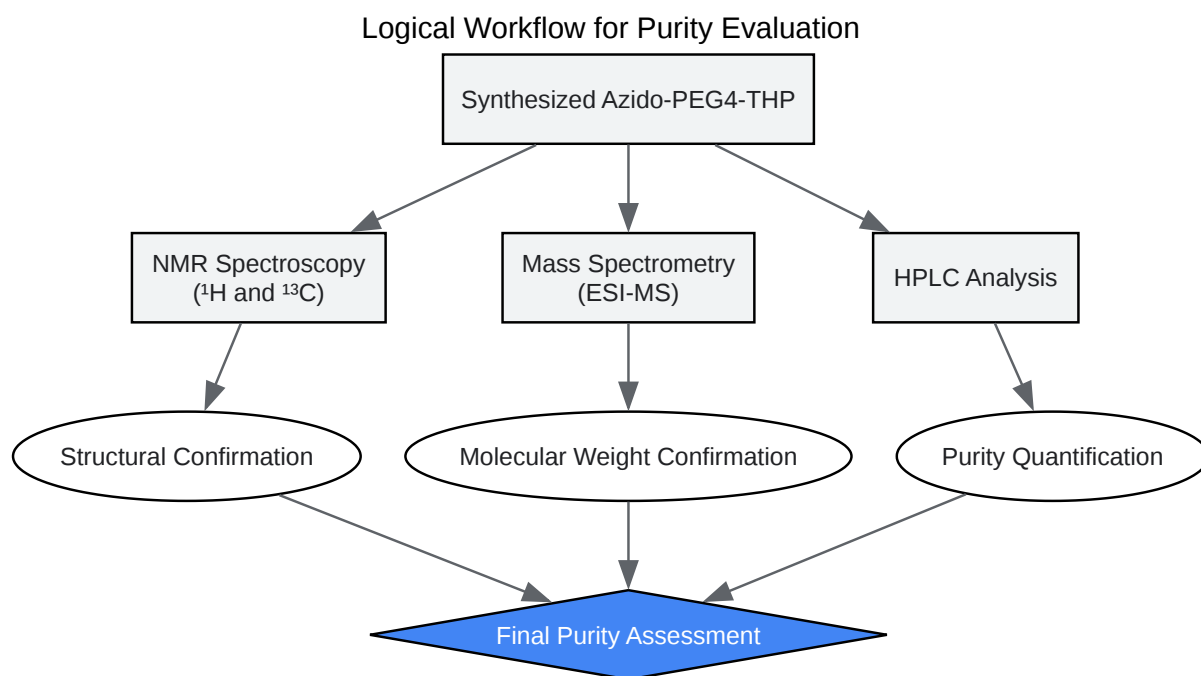 Logical Workflow for Purity Evaluation
Synthesized Azido-PEG4-THP
NMR Spectroscopy
(¹H and ¹³C)
Mass Spectrometry
(ESI-MS)
HPLC Analysis
Structural Confirmation
Molecular Weight Confirmation
Purity Quantification
Final Purity Assessment